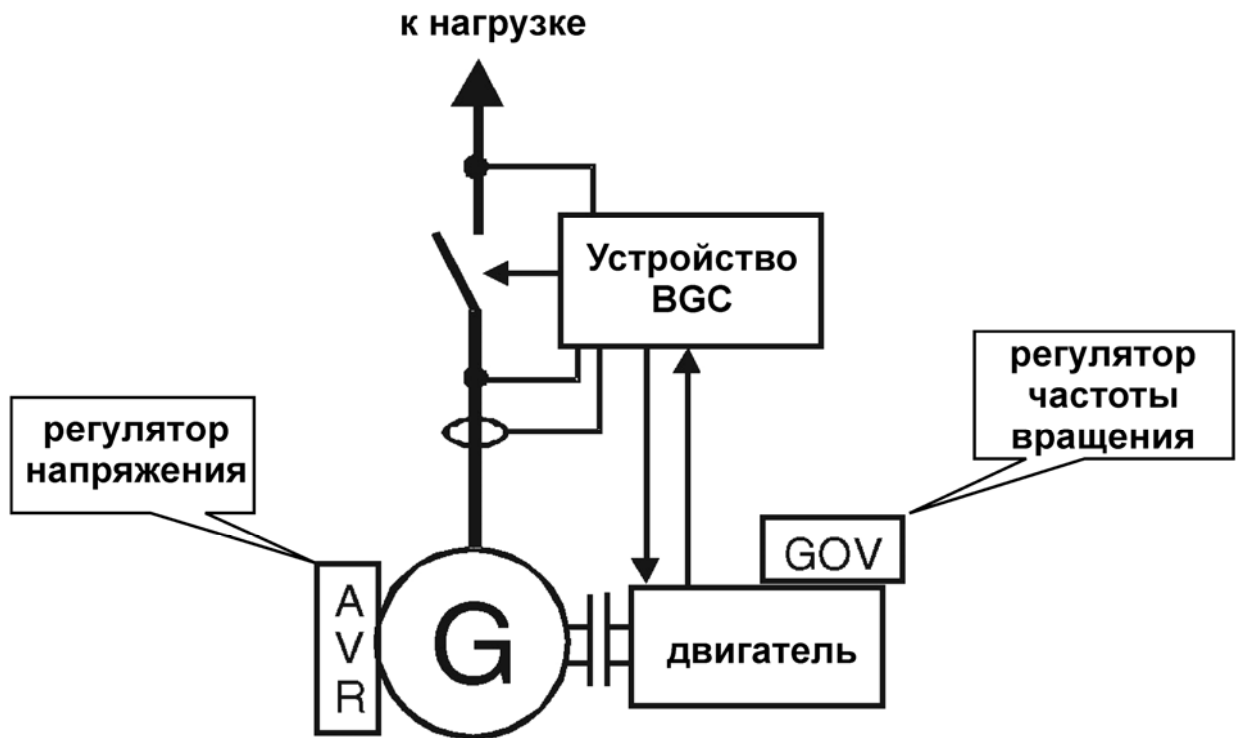 к нагрузке
Устройство
BGC
регулятор
частоты
вращения
регулятор
напряжения
GOV
A
V
R
G
двигатель